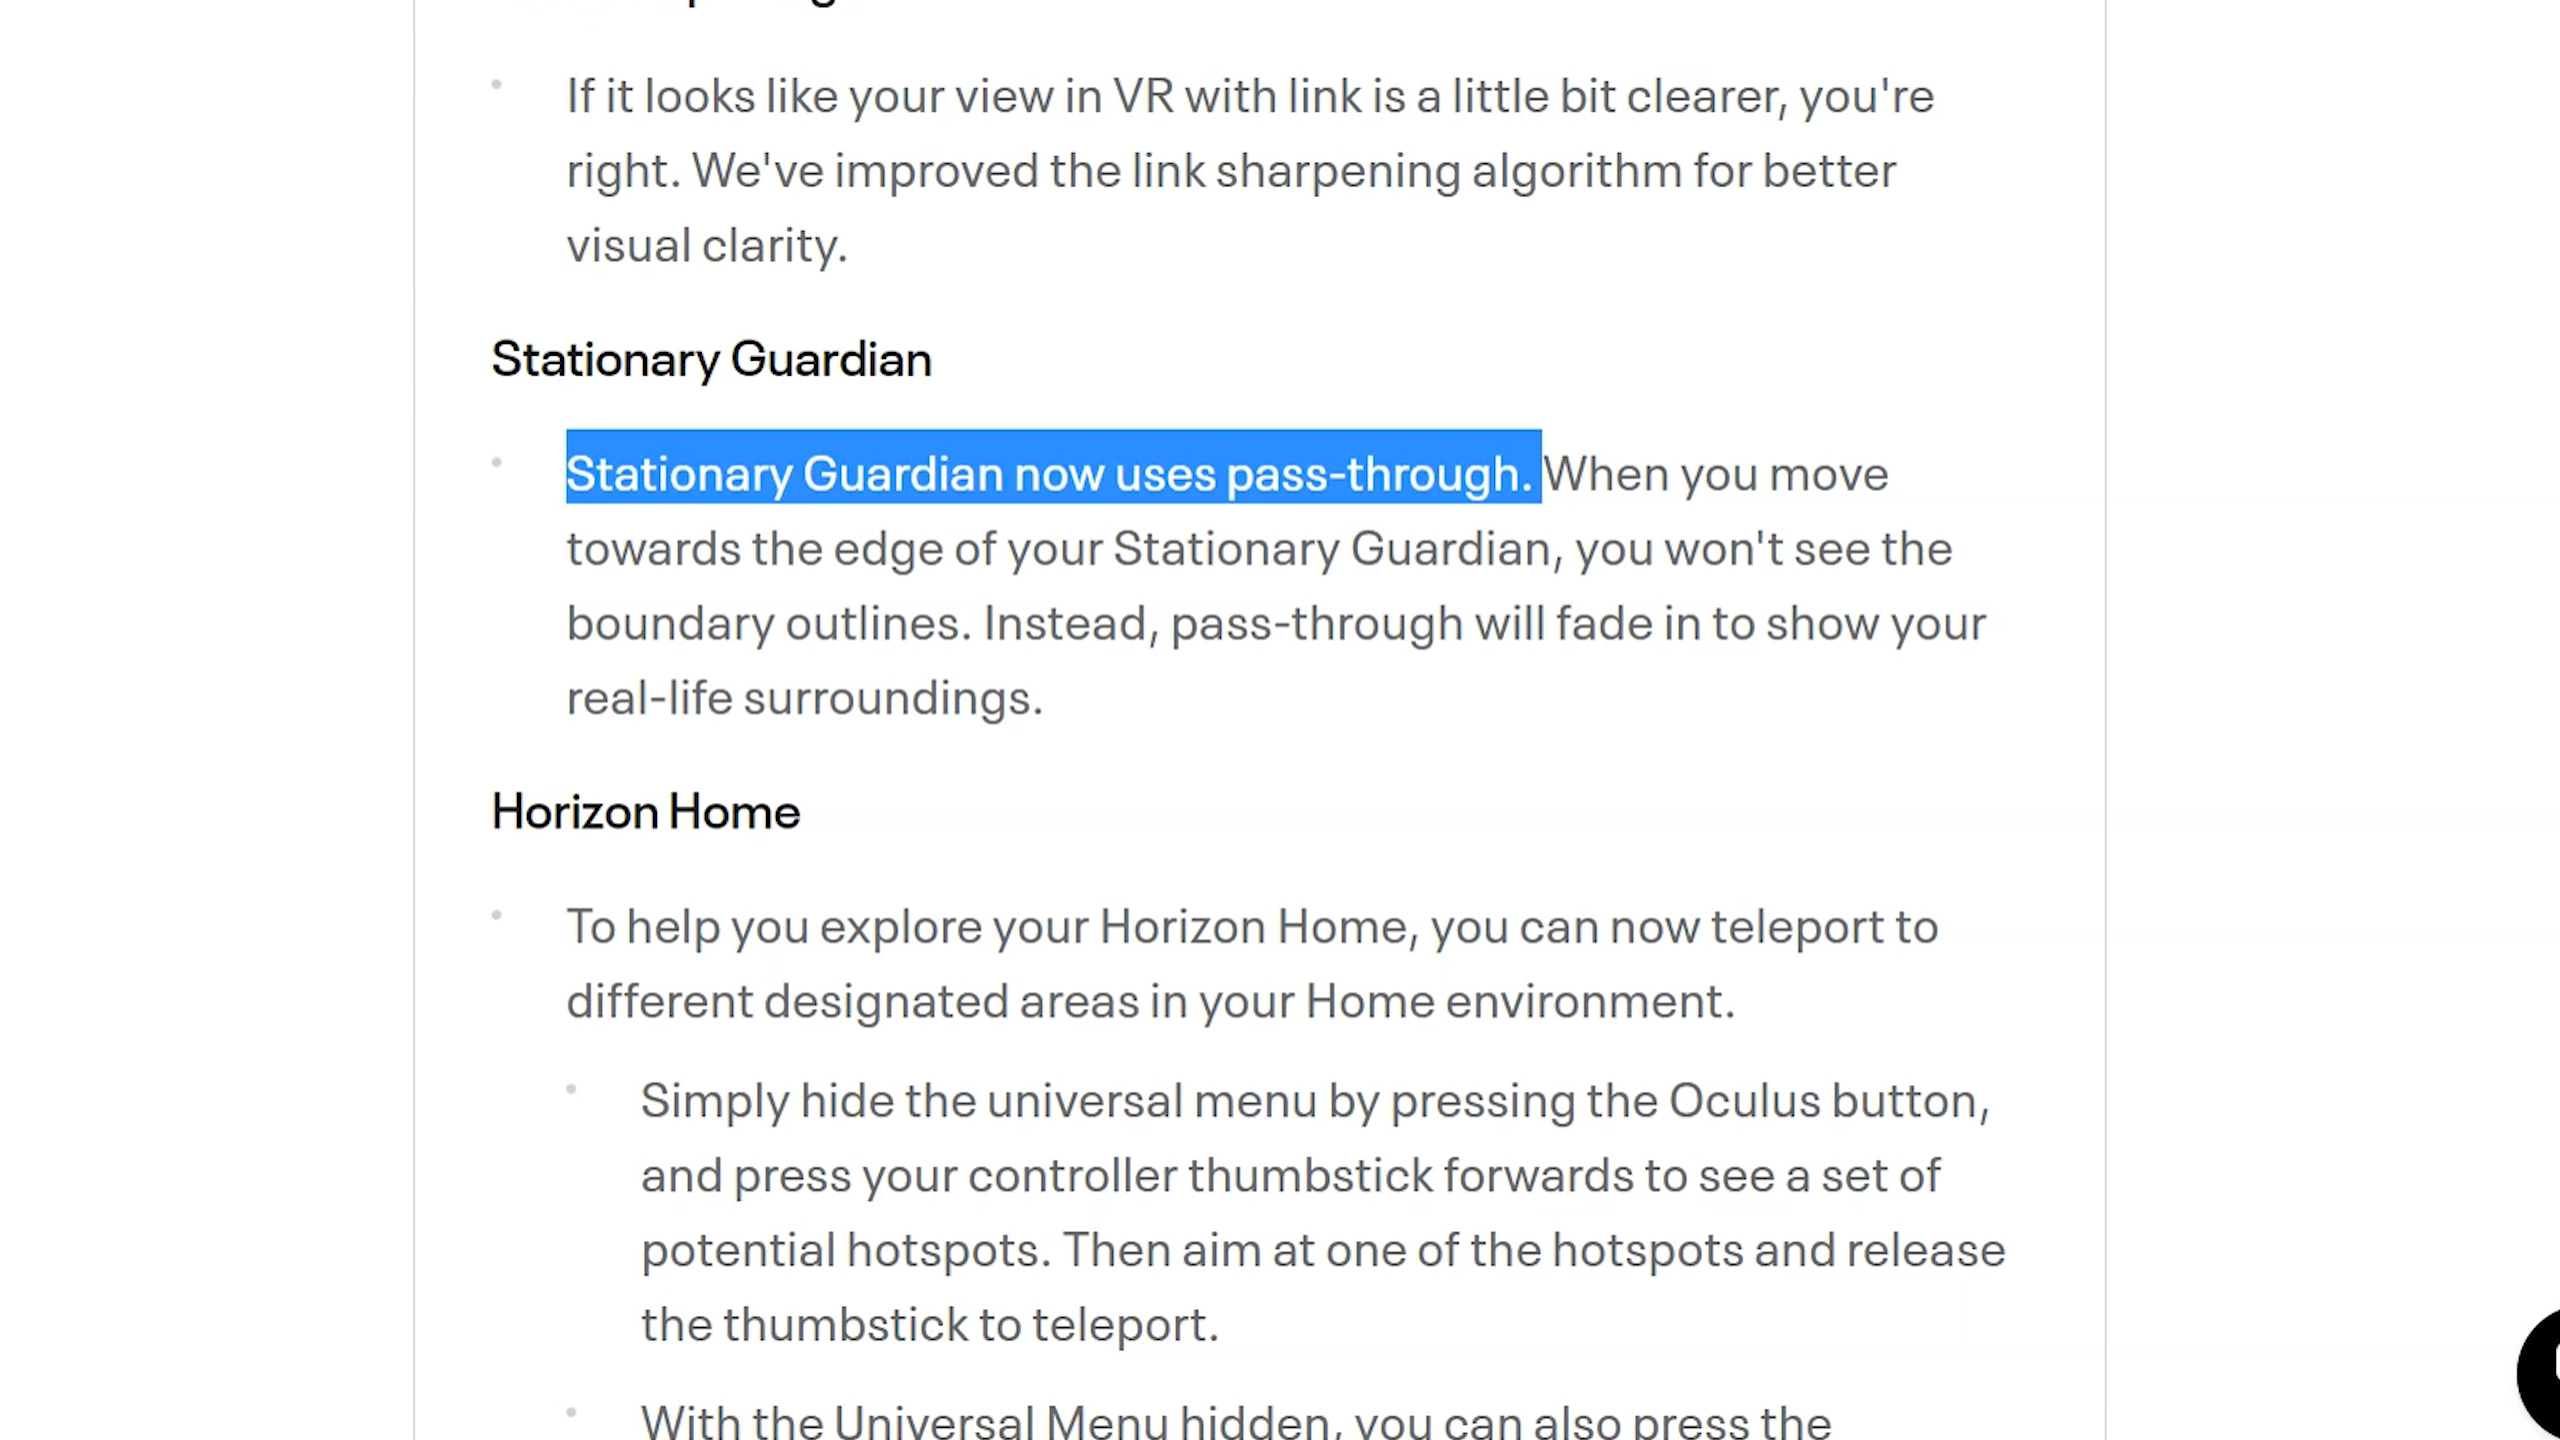 If it looks like your view in VR with link is a little bit clearer, you're
right. We've improved the link sharpening algorithm for better
visual clarity.
Stationary Guardian
Stationary Guardian now uses pass-through. When you move
towards the edge of your Stationary Guardian, you won't see the
boundary outlines. Instead, pass-through will fade in to show your
real-life surroundings.
Horizon Home
To help you explore your Horizon Home, you can now teleport to
different designated areas in your Home environment.
Simply hide the universal menu by pressing the Oculus button,
and press your controller thumbstick forwards to see a set of
potential hotspots. Then aim at one of the hotspots and release
the thumbstick to teleport.
With the Universal Menu hidden, you can also press the